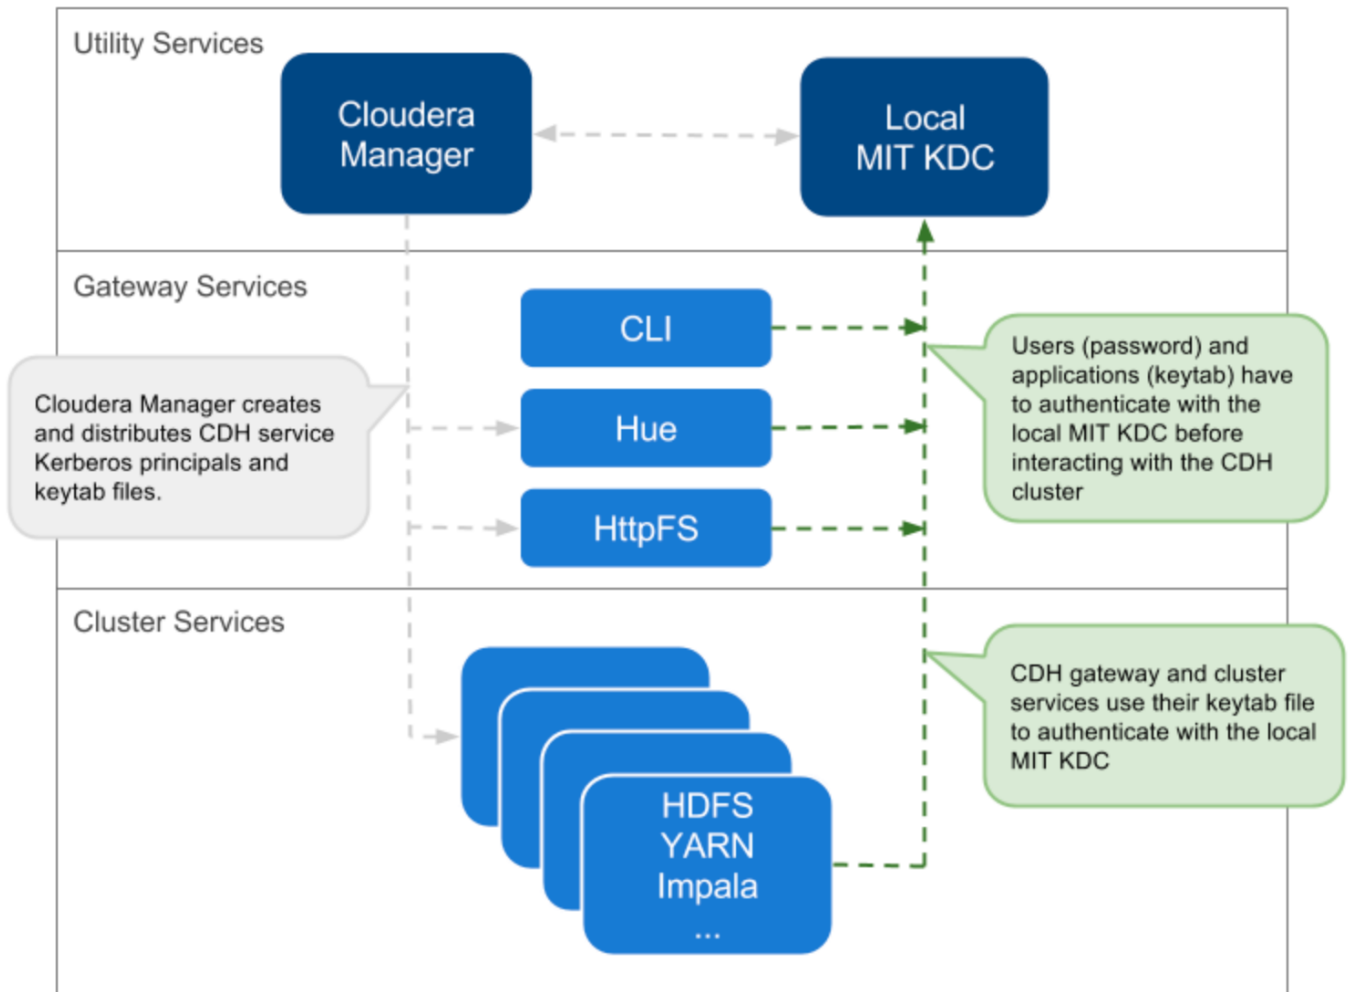 Utility Services
Cloudera
Manager
Local
MIT KDC
Gateway Services
CLI
Hue
HttpFS
Cloudera Manager creates
and distributes CDH service
Kerberos principals and
keytab files.
Users (password) and
applications (keytab) have
to authenticate with the
local MIT KDC before
interacting with the CDH
cluster
Cluster Services
HDFS
YARN
Impala
...
CDH gateway and cluster
services use their keytab file
to authenticate with the local
MIT KDC